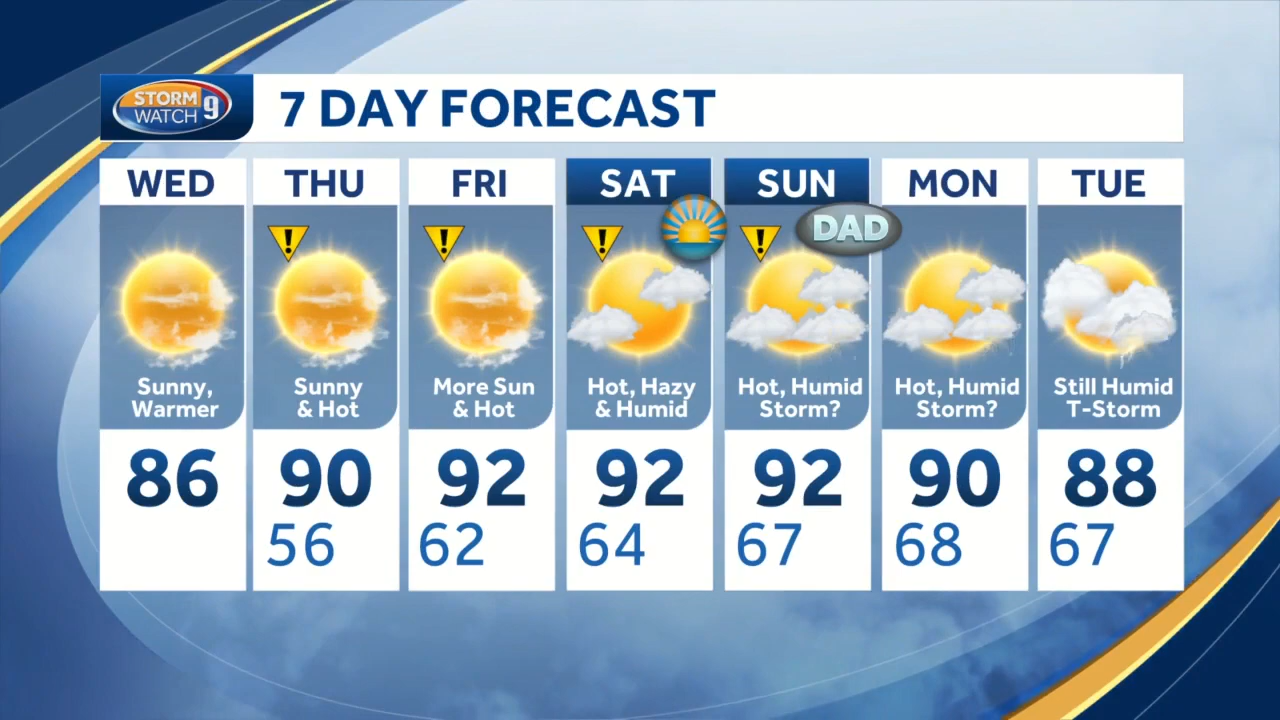 STORM
WATCH 9
7 DAY FORECAST
WED
THU
FRI
SAT
SUN
MON
TUE
!
!
!
!
DAD
Sunny,
Warmer
Sunny
& Hot
More Sun
& Hot
Hot, Hazy
& Humid
Hot, Humid
Storm?
Hot, Humid
Storm?
Still Humid
T-Storm
86
90
92
92
92
90
88
56
62
64
67
68
67